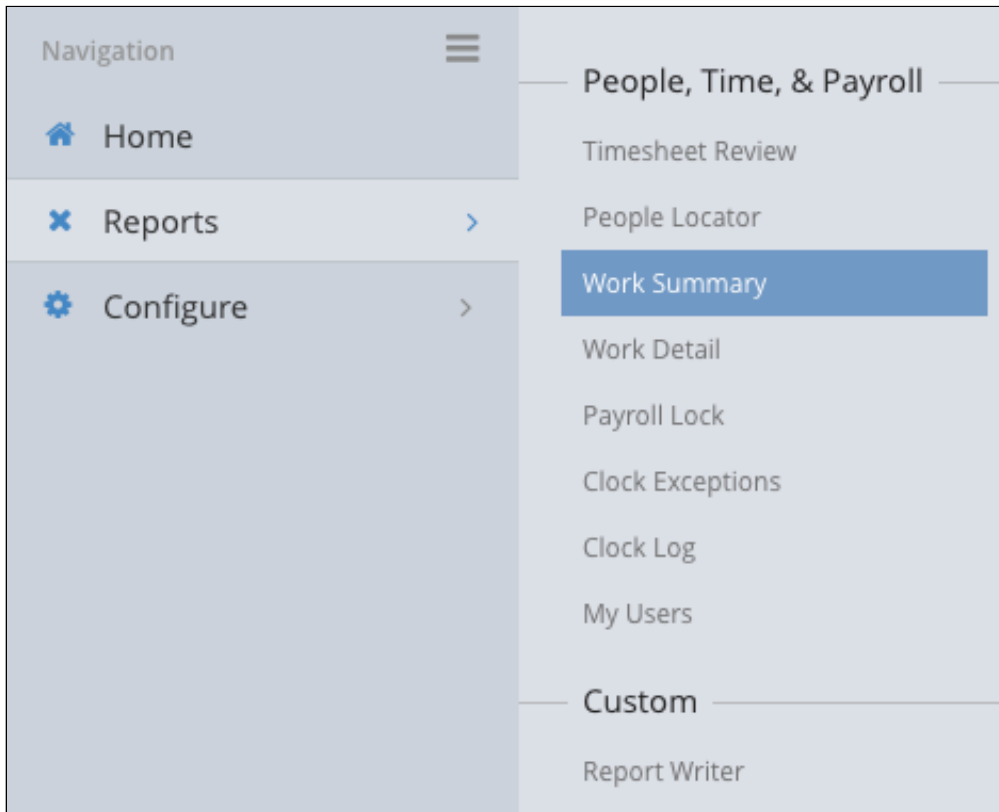 Navigation
Home
Reports
Configure
People, Time, & Payroll
Timesheet Review
People Locator
Work Summary
Work Detail
Payroll Lock
Clock Exceptions
Clock Log
My Users
Custom
Report Writer